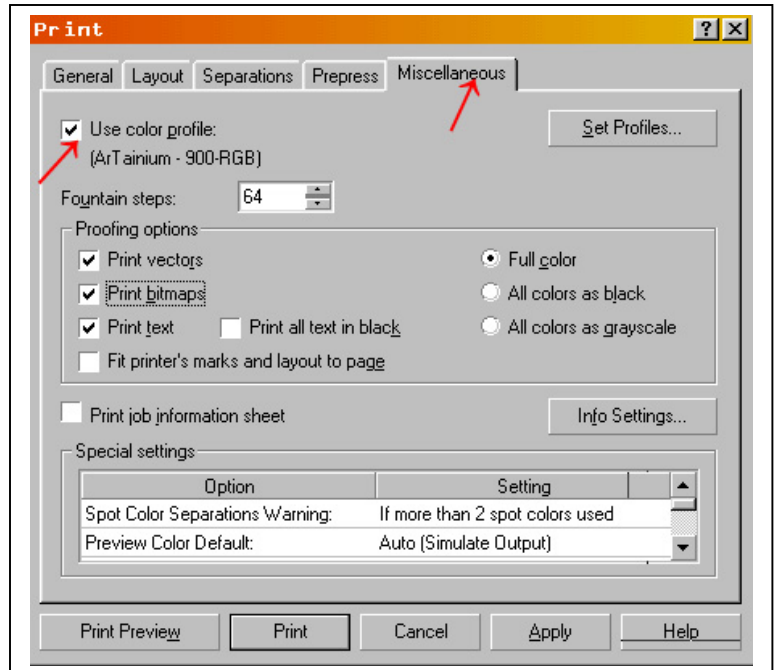 Print
General Layout Separations Prepress Miscellaneous
Use color profile: Set Profiles...
(ArTainium - 900-RGB)
Fountain steps: 64
Proofing options
Print vectors Full color
Print bitmaps All colors as black
Print text Print all text in black All colors as grayscale
Fit printer's marks and layout to page
Print job information sheet Info Settings...
Special settings
Option Setting
Spot Color Separations Warning: If more than 2 spot colors used
Preview Color Default: Auto (Simulate Output)
Print Preview Print Cancel Apply Help